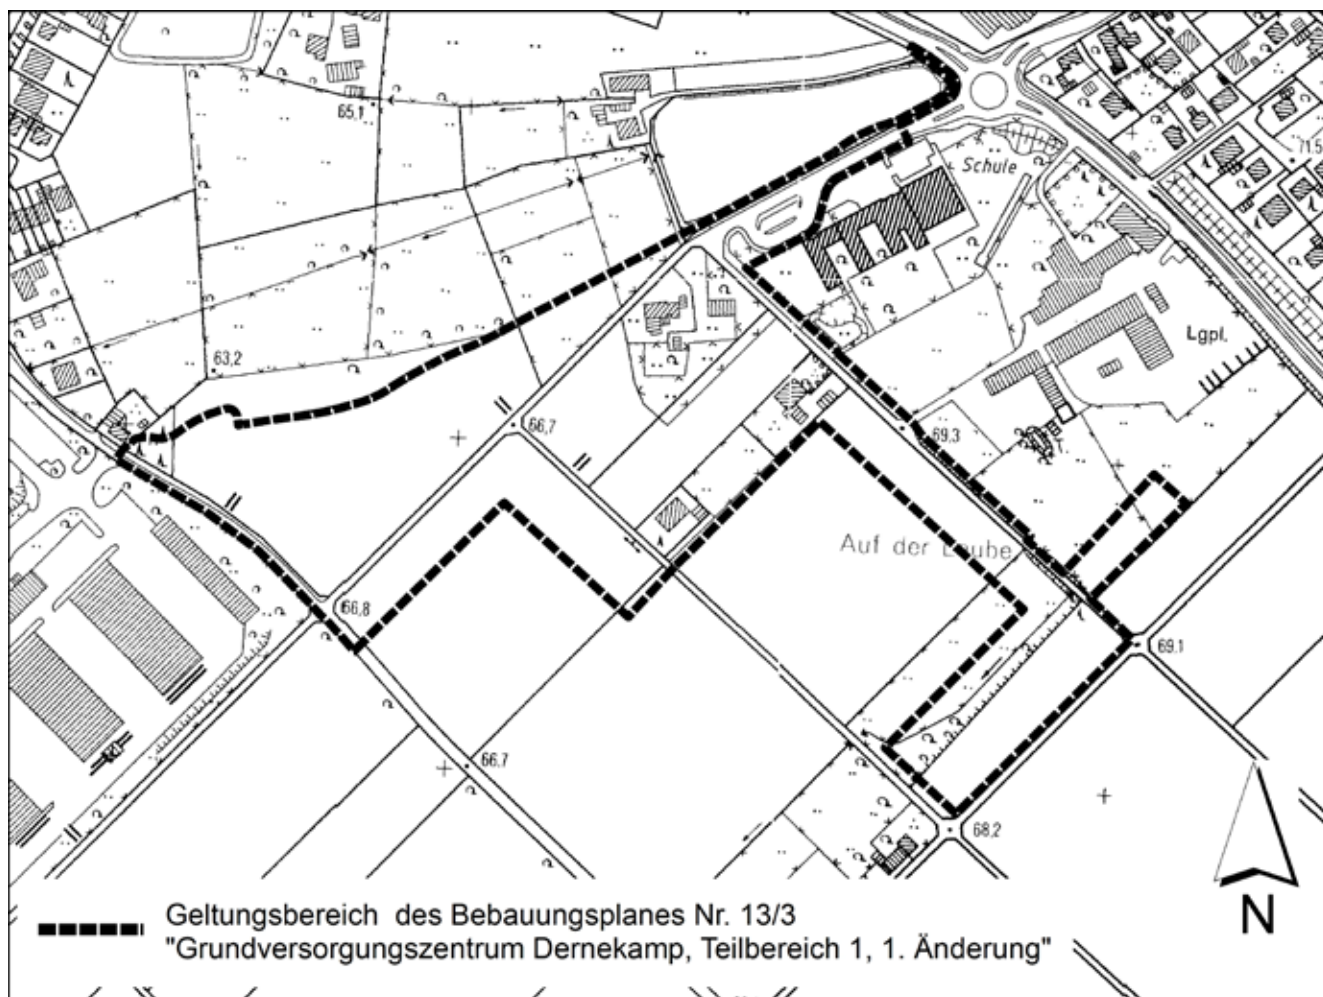 65,1
71.5
Schule
63,2
Lgpl.
66,7
69.3
Auf der Laube
66,8
69.1
66.7
68,2
N
Geltungsbereich des Bebauungsplanes Nr. 13/3
"Grundversorgungszentrum Dernekamp, Teilbereich 1, 1. Änderung"